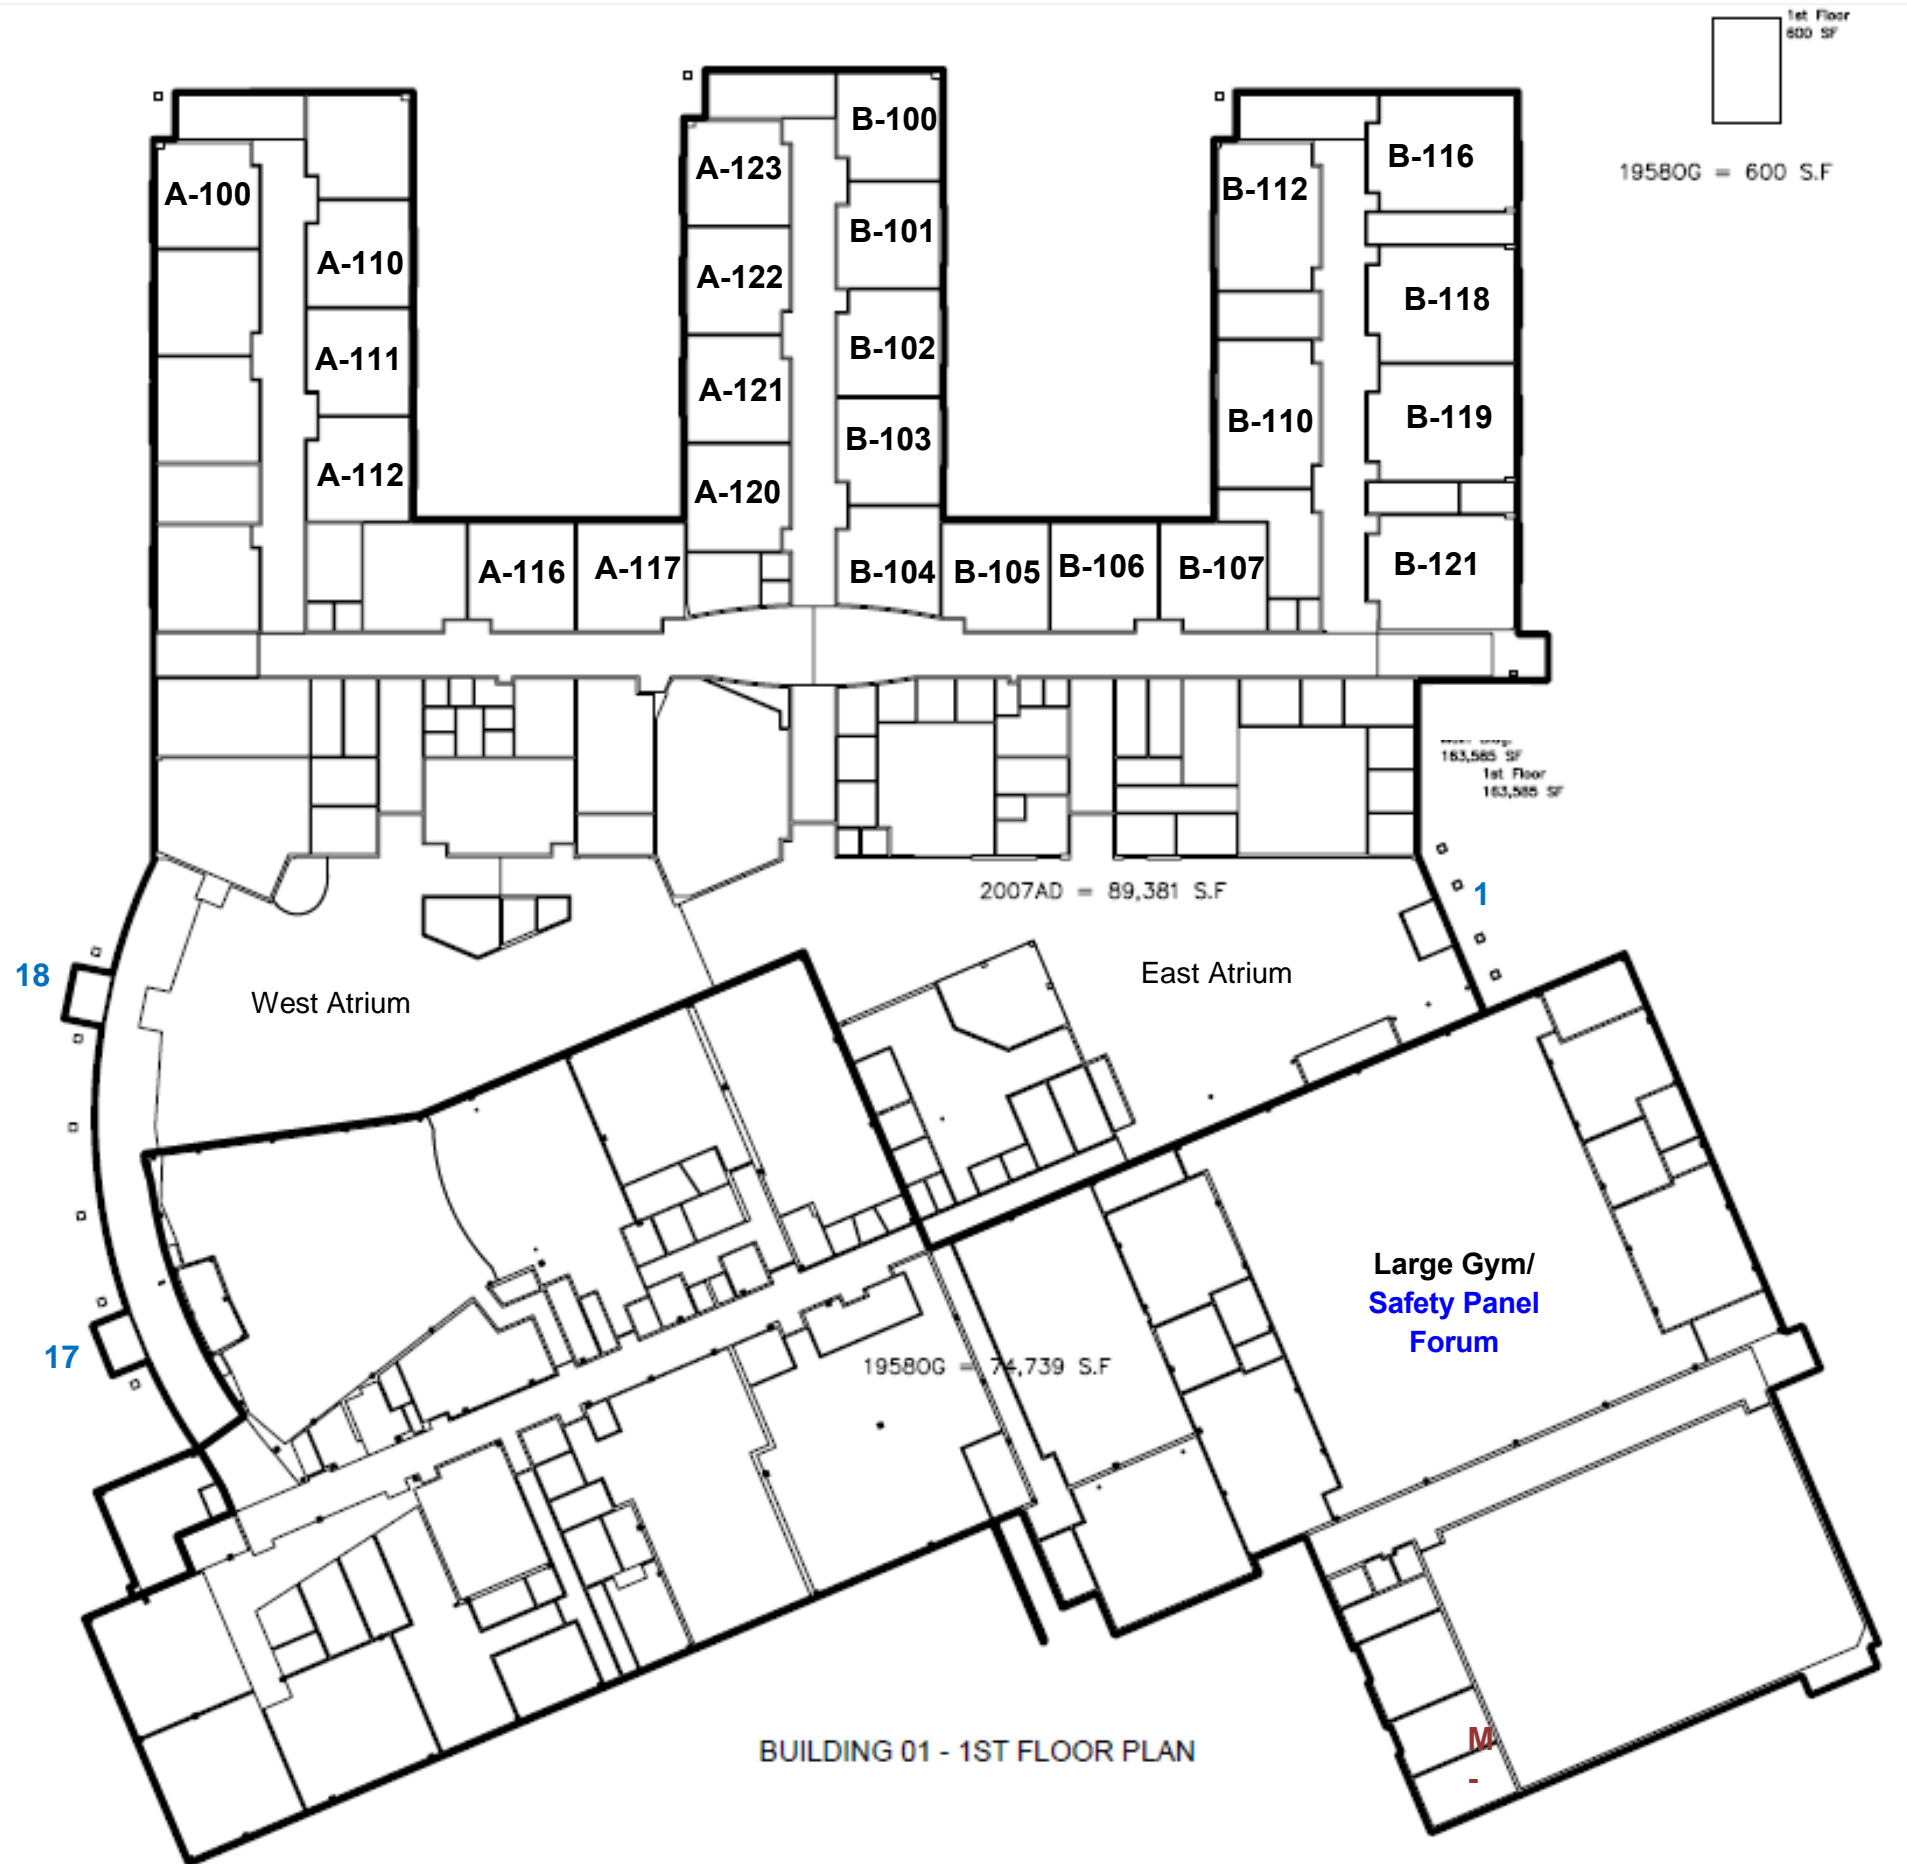 1st Floor
600 SF
1958OG = 600 S.F
B-100
A-123
B-116
A-100
B-112
B-101
A-110
A-122
B-118
A-111
B-102
A-121
B-103
B-110
B-119
A-112
A-120
A-116
A-117
B-104
B-105
B-106
B-107
B-121
163,585 SF
1st Floor
163,585 SF
2007AD = 89,381 S.F
1
18
West Atrium
East Atrium
Large Gym/
Safety Panel
Forum
17
1958OG = 74,739 S.F
M
-
BUILDING 01 - 1ST FLOOR PLAN